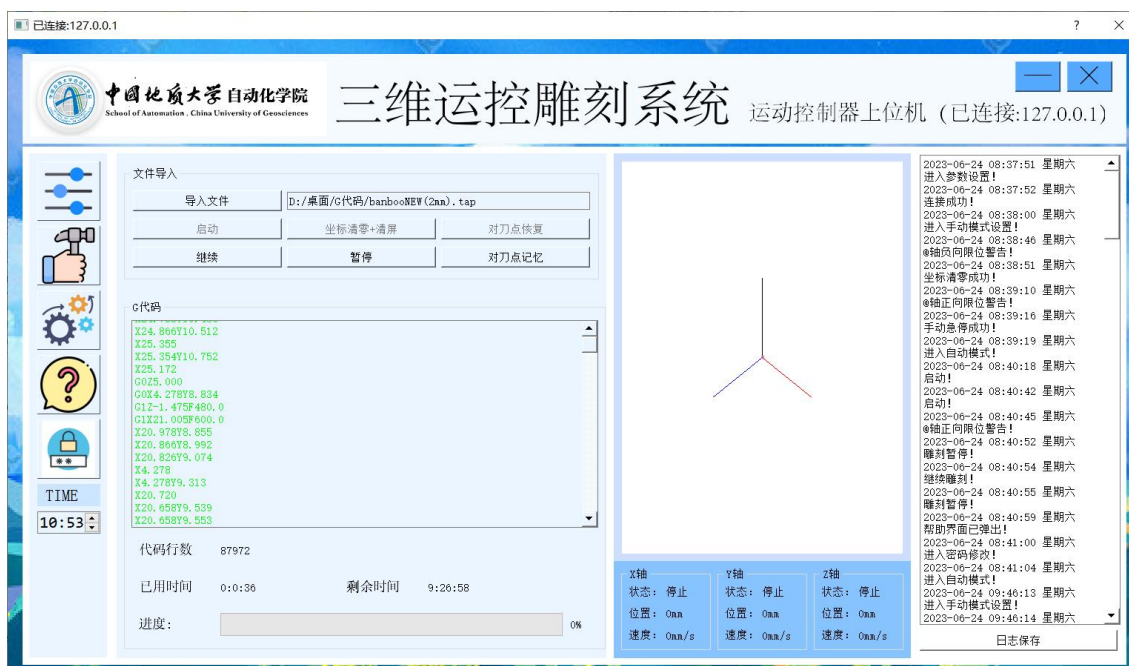 已连接:127.0.0.1
中国地质大学自动化学院
School of Automation . China University of Geosciences
三维运控雕刻系统
运动控制器上位机 (已连接:127.0.0.1)
文件导入
导入文件 D:/桌面/G代码/banbooNEW(2mm).tap
启动 坐标清零+清屏 对刀点恢复
继续 暂停 对刀点记忆
G代码
X24.866Y10.512
X25.355
X25.354Y10.752
X25.172
G0Z5.000
G0X4.278Y8.834
G1Z-1.475F480.0
G1X21.005F600.0
X20.978Y8.855
X20.866Y8.992
X20.826Y9.074
X4.278
X4.278Y9.313
X20.720
X20.658Y9.539
X20.658Y9.553
代码行数 87972
已用时间 0:0:36 剩余时间 9:26:58
进度: 0%
TIME
10:53
X轴 Y轴 Z轴
状态: 停止 状态: 停止 状态: 停止
位置: 0mm 位置: 0mm 位置: 0mm
速度: 0mm/s 速度: 0mm/s 速度: 0mm/s
2023-06-24 08:37:51 星期六
进入参数设置!
2023-06-24 08:37:52 星期六
连接成功!
2023-06-24 08:38:00 星期六
进入手动模式设置!
2023-06-24 08:38:46 星期六
@轴负向限位警告!
2023-06-24 08:38:51 星期六
坐标清零成功!
2023-06-24 08:39:10 星期六
@轴正向限位警告!
2023-06-24 08:39:16 星期六
手动急停成功!
2023-06-24 08:39:19 星期六
进入自动模式!
2023-06-24 08:40:18 星期六
启动!
2023-06-24 08:40:42 星期六
启动!
2023-06-24 08:40:45 星期六
@轴正向限位警告!
2023-06-24 08:40:52 星期六
雕刻暂停!
2023-06-24 08:40:54 星期六
继续雕刻!
2023-06-24 08:40:55 星期六
雕刻暂停!
2023-06-24 08:40:59 星期六
帮助界面已弹出!
2023-06-24 08:41:00 星期六
进入密码修改!
2023-06-24 08:41:04 星期六
进入自动模式!
2023-06-24 09:46:13 星期六
进入手动模式设置!
2023-06-24 09:46:14 星期六
日志保存